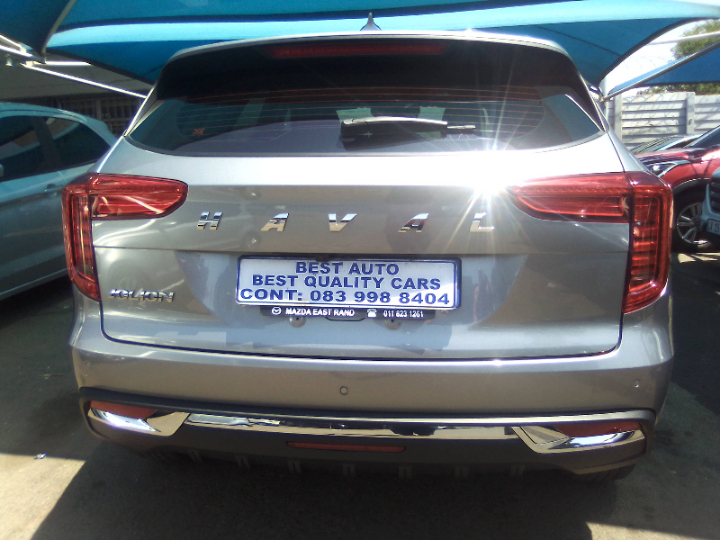 HAVAL
JOLION
BEST AUTO
BEST QUALITY CARS
CONT: 083 998 8404
MAZDA EAST RAND ☎ 011 823 1261